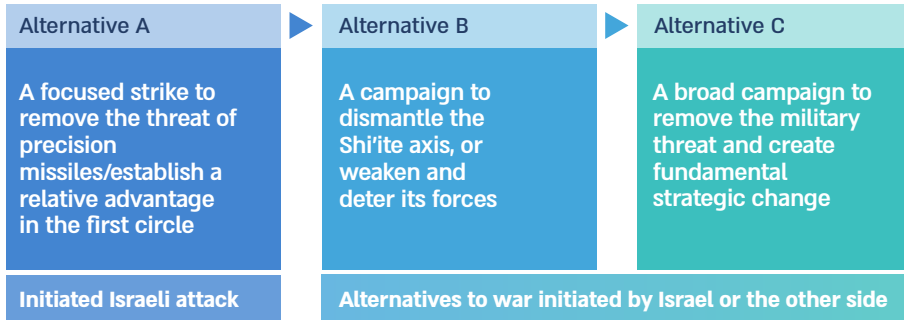 Alternative A
A focused strike to
remove the threat of
precision
missiles/establish a
relative advantage
in the first circle
Initiated Israeli attack
Alternative B
A campaign to
dismantle the
Shi'ite axis, or
weaken and
deter its forces
Alternative C
A broad campaign to
remove the military
threat and create
fundamental
strategic change
Alternatives to war initiated by Israel or the other side